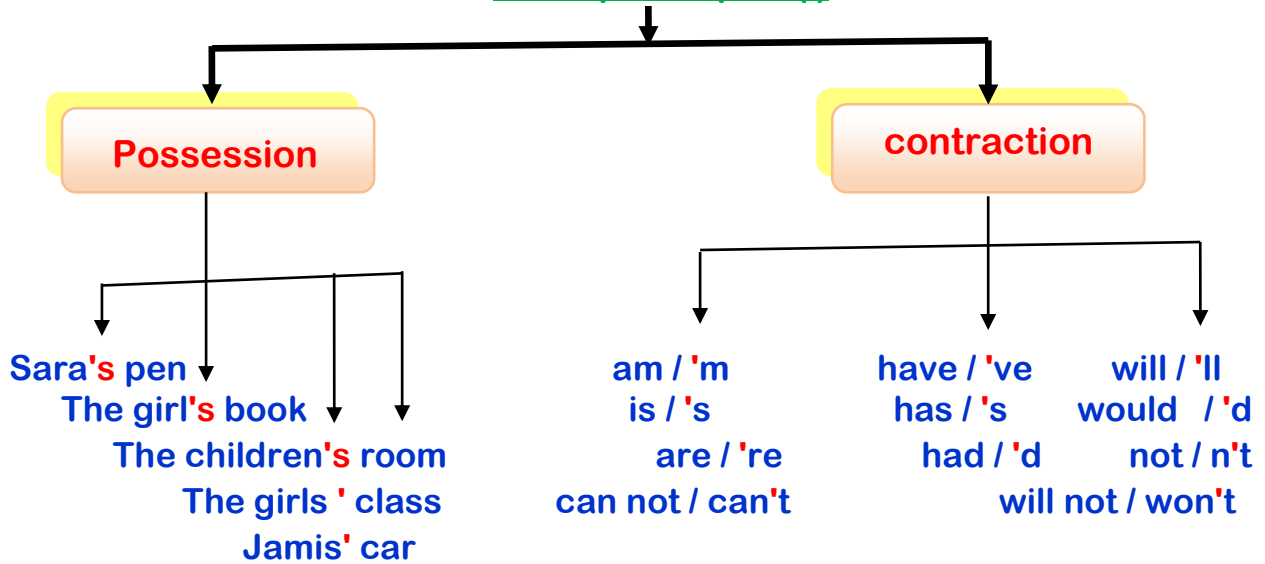 Possession
contraction
Sara's pen
The girl's book
The children's room
The girls ' class
Jamis' car
am / 'm
is / 's
are / 're
can not / can't
have / 've
has / 's
had / 'd
will / 'll
would / 'd
not / n't
will not / won't